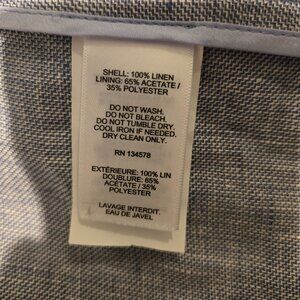 SHELL: 100% LINEN
LINING: 65% ACETATE /
35% POLYESTER
DO NOT WASH.
DO NOT BLEACH.
DO NOT TUMBLE DRY.
COOL IRON IF NEEDED.
DRY CLEAN ONLY.
RN 134578
EXTÉRIEURE: 100% LIN
DOUBLURE: 65%
ACÉTATE / 35%
POLYESTER
LAVAGE INTERDIT.
EAU DE JAVEL